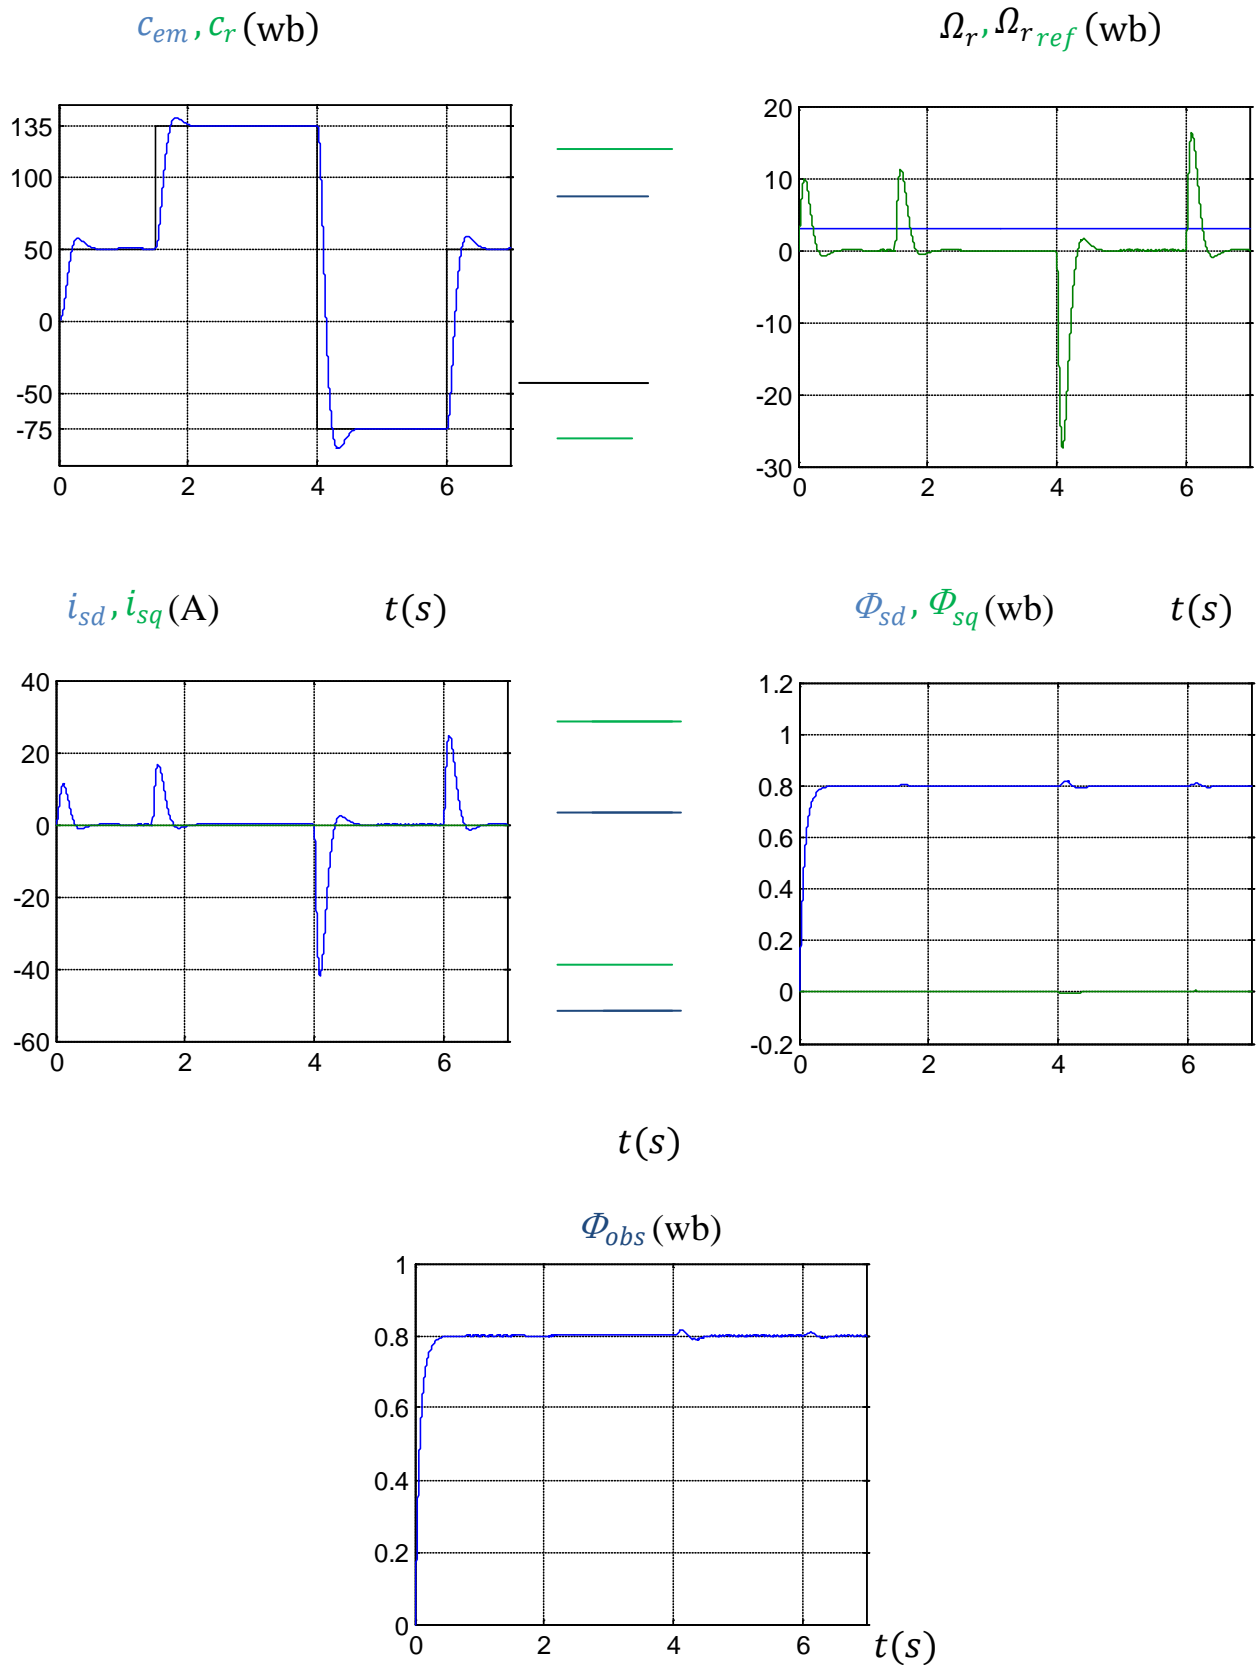 c_em, c_r (wb)
Ω_r, Ω_r_ref (wb)
135
100
50
0
-50
-75
0 2 4 6
20
10
0
-10
-20
-30
0 2 4 6
i_sd, i_sq (A)
t(s)
Φ_sd, Φ_sq (wb)
t(s)
40
20
0
-20
-40
-60
0 2 4 6
1.2
1
0.8
0.6
0.4
0.2
0
-0.2
0 2 4 6
t(s)
Φ_obs (wb)
1
0.8
0.6
0.4
0.2
0
0 2 4 6
t(s)